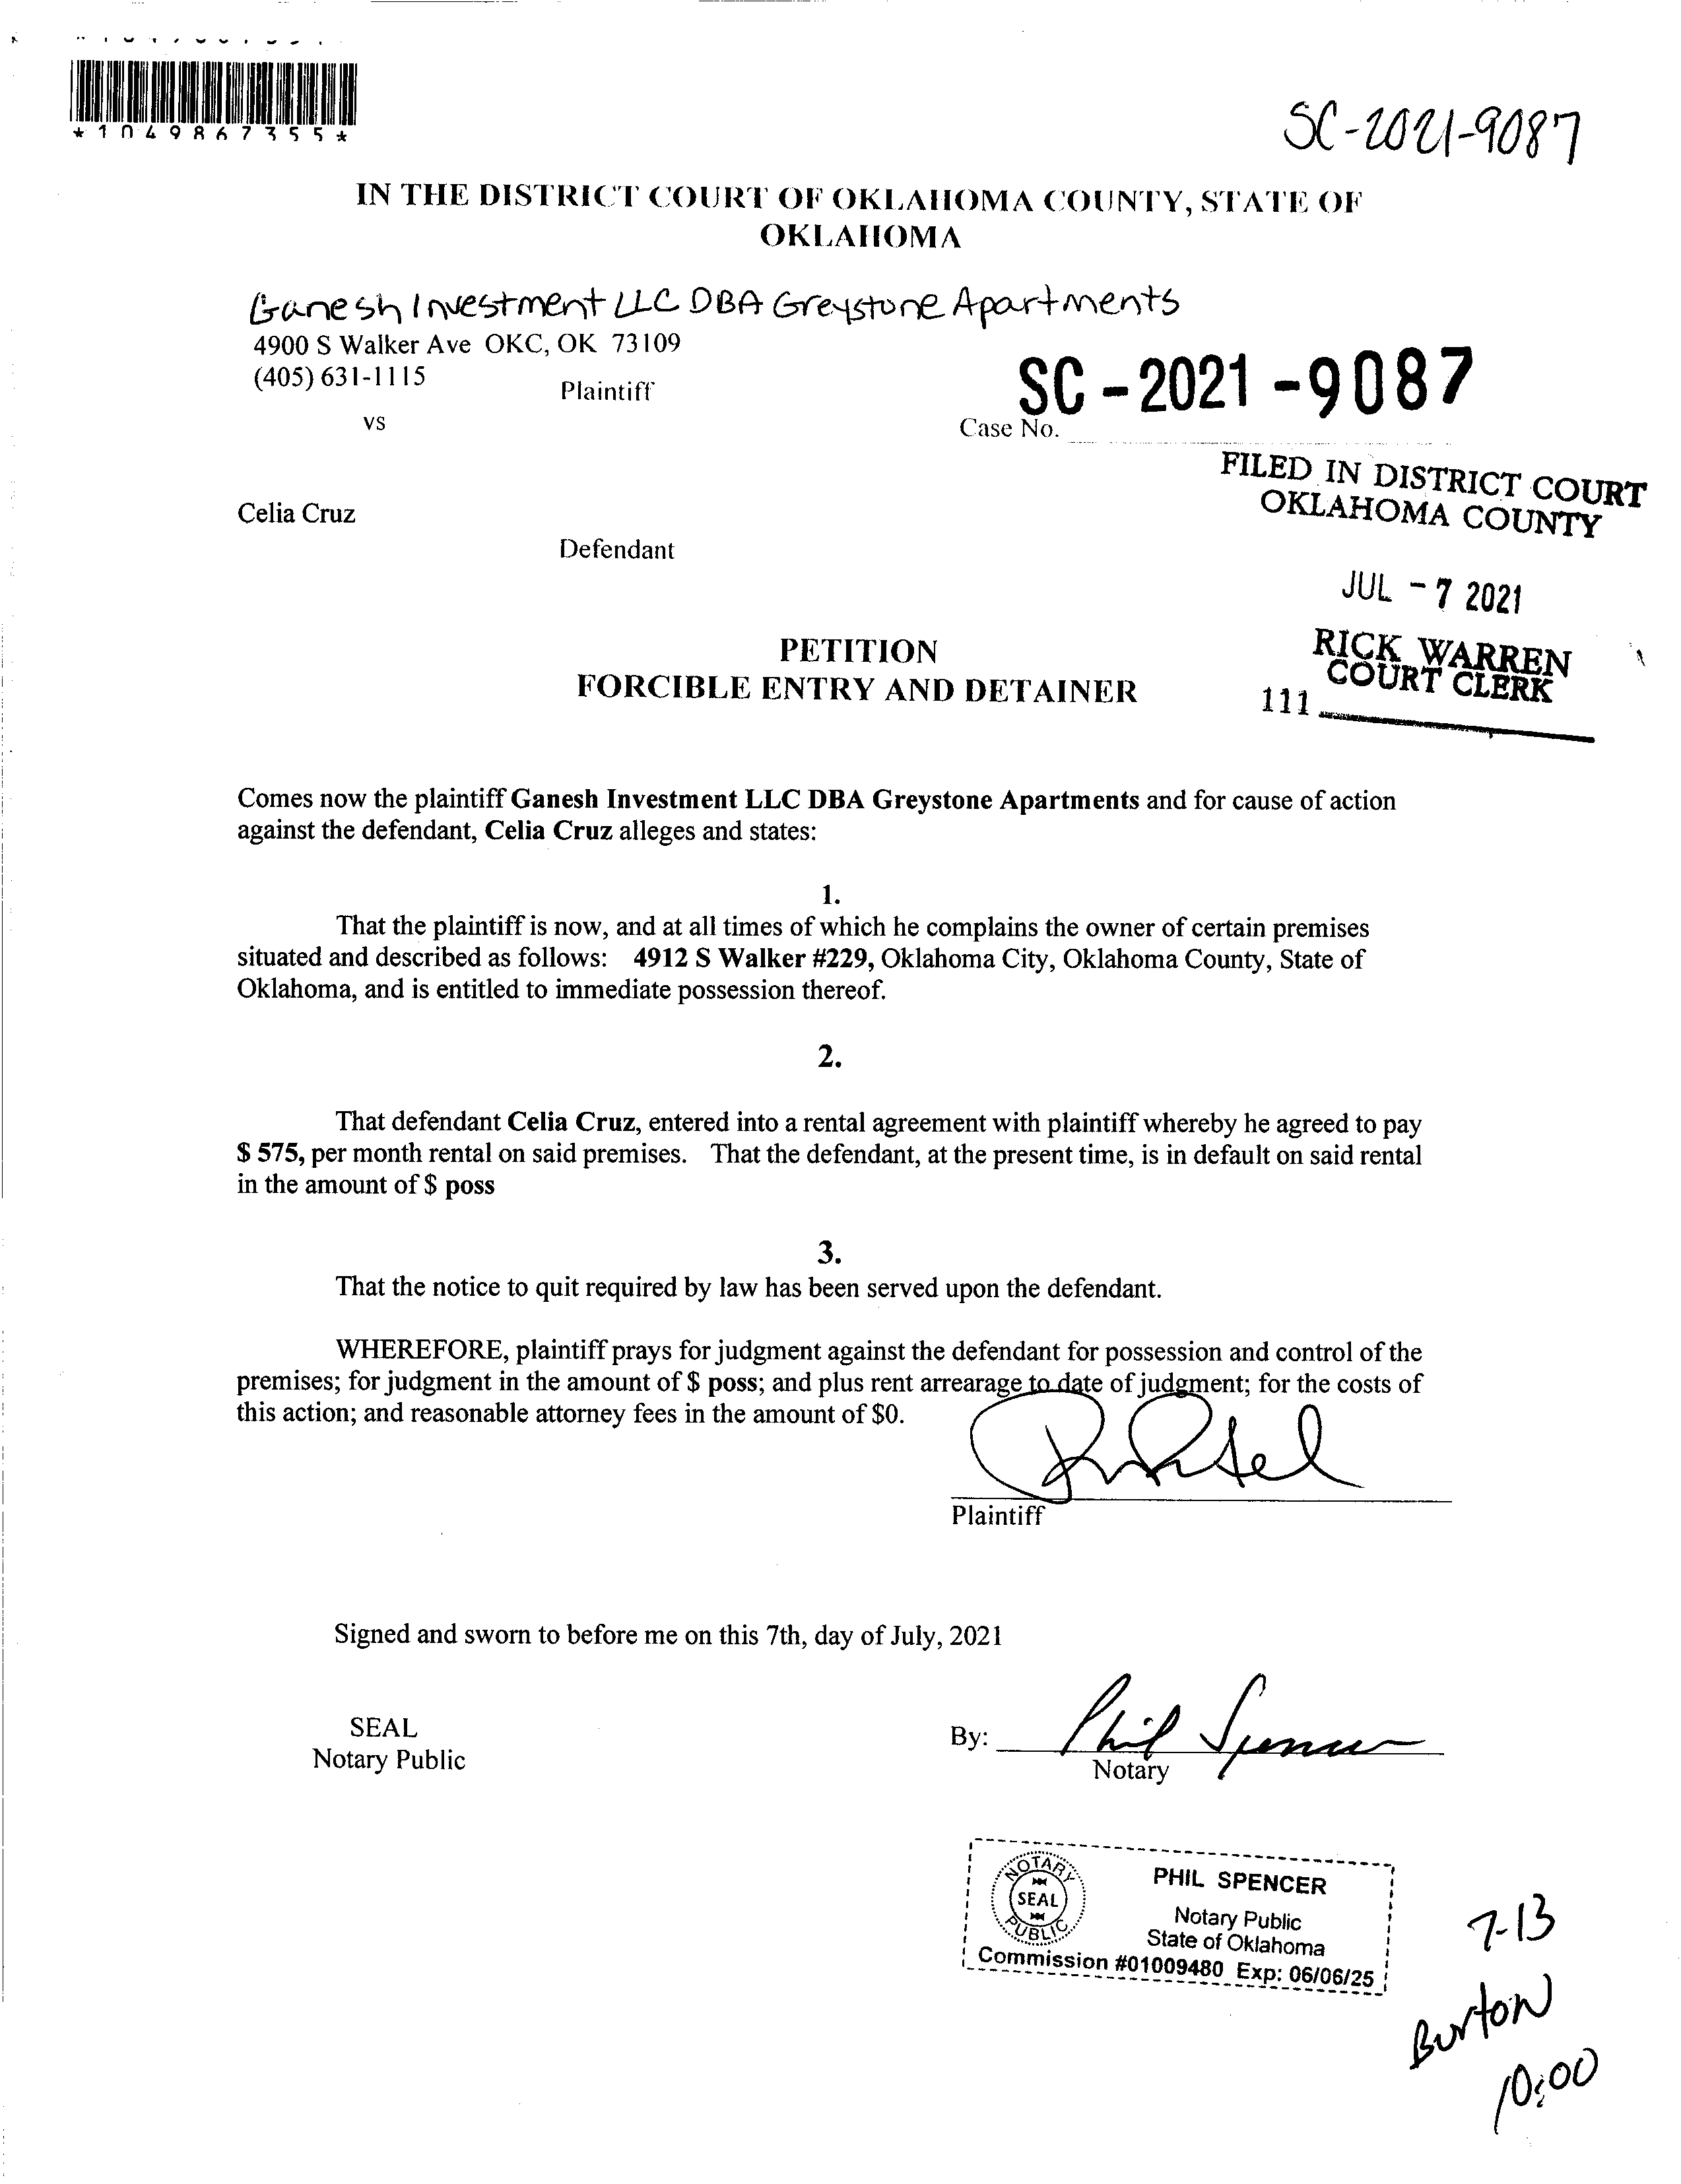 *1049867355*
SC-2021-9087
IN THE DISTRICT COURT OF OKLAHOMA COUNTY, STATE OF
OKLAHOMA
Ganesh Investment LLC DBA Greystone Apartments
4900 S Walker Ave OKC, OK 73109
(405) 631-1115
Plaintiff
SC-2021-9087
vs
Case No.
FILED IN DISTRICT COURT
OKLAHOMA COUNTY
Celia Cruz
Defendant
JUL -7 2021
PETITION
FORCIBLE ENTRY AND DETAINER
RICK WARREN
COURT CLERK
111
Comes now the plaintiff Ganesh Investment LLC DBA Greystone Apartments and for cause of action
against the defendant, Celia Cruz alleges and states:
1.
That the plaintiff is now, and at all times of which he complains the owner of certain premises
situated and described as follows: 4912 S Walker #229, Oklahoma City, Oklahoma County, State of
Oklahoma, and is entitled to immediate possession thereof.
2.
That defendant Celia Cruz, entered into a rental agreement with plaintiff whereby he agreed to pay
$ 575, per month rental on said premises. That the defendant, at the present time, is in default on said rental
in the amount of $ poss
3.
That the notice to quit required by law has been served upon the defendant.
WHEREFORE, plaintiff prays for judgment against the defendant for possession and control of the
premises; for judgment in the amount of $ poss; and plus rent arrearage to date of judgment; for the costs of
this action; and reasonable attorney fees in the amount of $0.
Plaintiff
Signed and sworn to before me on this 7th, day of July, 2021
SEAL
Notary Public
By: Phil Spencer
Notary
NOTARY
SEAL
PUBLIC
PHIL SPENCER
Notary Public
State of Oklahoma
Commission #01009480 Exp: 06/06/25
7-13
Burton
10:00